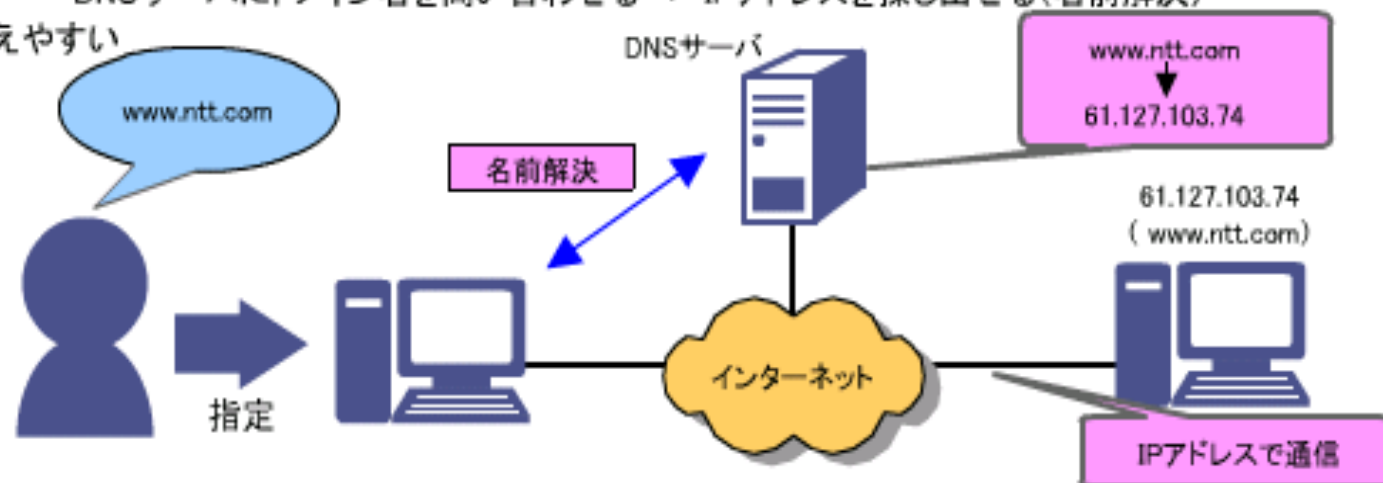 えやすい
DNSサーバ
www.ntt.com
↓
61.127.103.74
www.ntt.com
名前解決
61.127.103.74
( www.ntt.com)
インターネット
指定
IPアドレスで通信